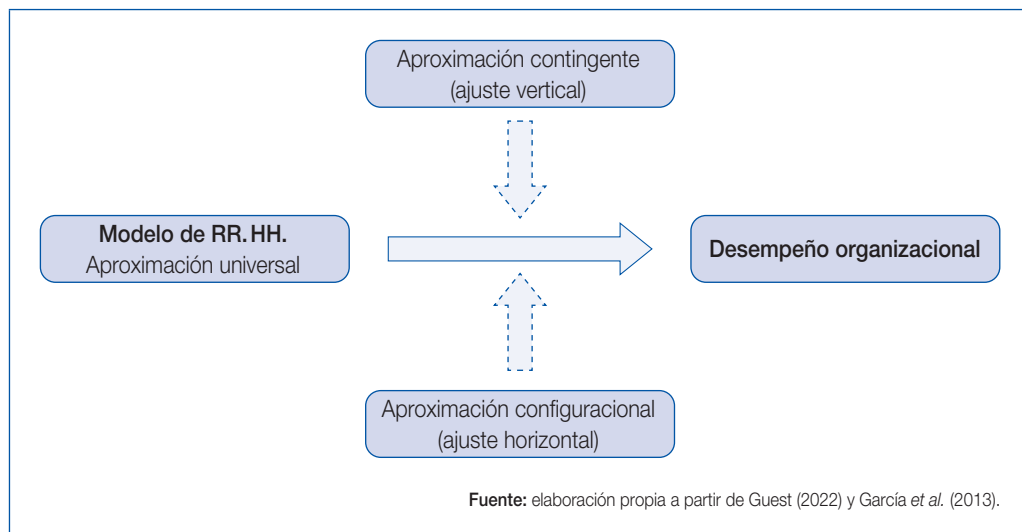 Aproximación contingente
(ajuste vertical)
Modelo de RR. HH.
Aproximación universal
Desempeño organizacional
Aproximación configuracional
(ajuste horizontal)
Fuente: elaboración propia a partir de Guest (2022) y García et al. (2013).